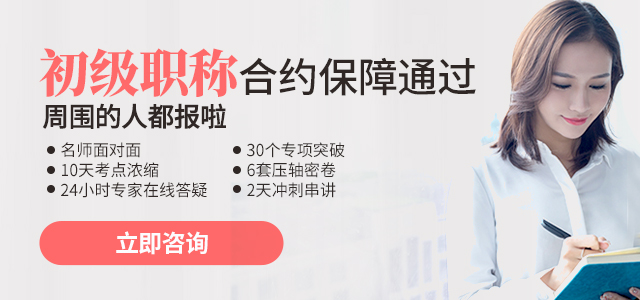 初级职称合约保障通过
周围的人都报啦
● 名师面对面
● 30个专项突破
● 10天考点浓缩
● 6套压轴密卷
● 24小时专家在线答疑
● 2天冲刺串讲
立即咨询